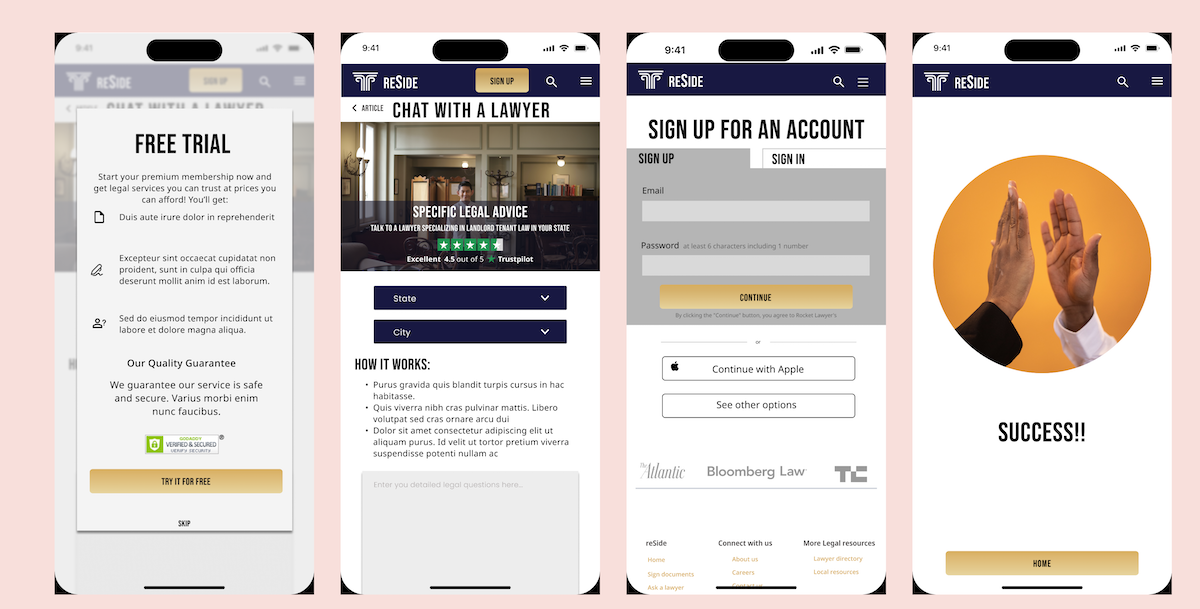 9:41
reSide
SIGN UP
CHAT WITH A LAWYER
FREE TRIAL
Start your premium membership now and
get legal services you can trust at prices you
can afford! You'll get:
Duis aute irure dolor in reprehenderit
Excepteur sint occaecat cupidatat non
proident, sunt in culpa qui officia
deserunt mollit anim id est laborum.
Sed do eiusmod tempor incididunt ut
labore et dolore magna aliqua.
Our Quality Guarantee
We guarantee our service is safe
and secure. Varius morbi enim
nunc faucibus.
VERIFIED & SECURED
VERIFY SECURITY
TRY IT FOR FREE
SKIP
9:41
reSide
SIGN UP
ARTICLE
CHAT WITH A LAWYER
SPECIFIC LEGAL ADVICE
TALK TO A LAWYER SPECIALIZING IN LANDLORD TENANT LAW IN YOUR STATE
Excellent 4.5 out of 5 Trustpilot
State
City
HOW IT WORKS:
• Purus gravida quis blandit turpis cursus in hac
habitasse.
• Quis viverra nibh cras pulvinar mattis. Libero
volutpat sed cras ornare arcu dui
• Dolor sit amet consectetur adipiscing elit ut
aliquam purus. Id velit ut tortor pretium viverra
suspendisse potenti nullam ac
Enter you detailed legal questions here...
9:41
reSide
SIGN UP FOR AN ACCOUNT
SIGN UP
SIGN IN
Email
Password at least 6 characters including 1 number
CONTINUE
By clicking the "Continue" button, you agree to Rocket Lawyer's
or
Continue with Apple
See other options
The Atlantic
Bloomberg Law
TC
reSide
Connect with us
More Legal resources
Home
About us
Lawyer directory
Sign documents
Careers
Local resources
Ask a lawyer
Contact us
9:41
reSide
SUCCESS!!
HOME